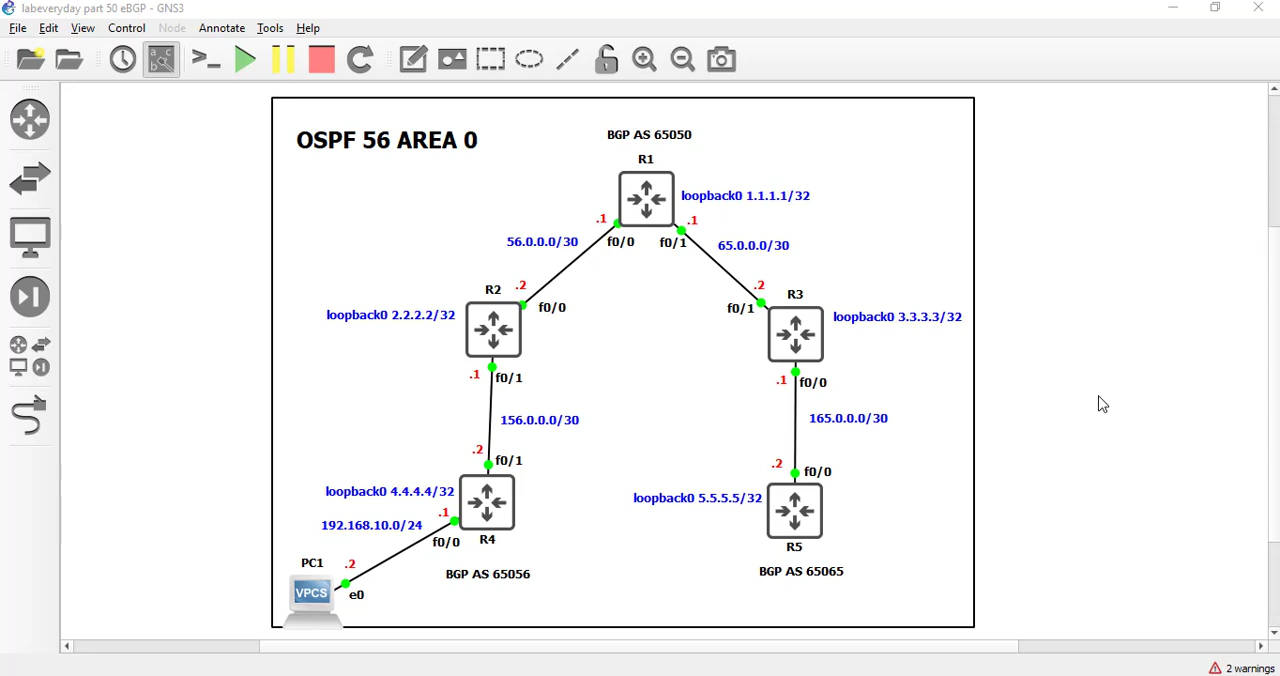 labeveryday part 50 eBGP - GNS3
File Edit View Control Node Annotate Tools Help
OSPF 56 AREA 0
BGP AS 65050
R1
loopback0 1.1.1.1/32
.1 .1
56.0.0.0/30 f0/0 f0/1 65.0.0.0/30
R2 .2 .2 R3
f0/0 f0/1
loopback0 2.2.2.2/32 loopback0 3.3.3.3/32
.1 f0/1 .1 f0/0
156.0.0.0/30 165.0.0.0/30
.2 f0/1 .2 f0/0
loopback0 4.4.4.4/32 loopback0 5.5.5.5/32
.1
192.168.10.0/24
f0/0 R4 R5
PC1 .2 BGP AS 65056 BGP AS 65065
VPCS e0
2 warnings